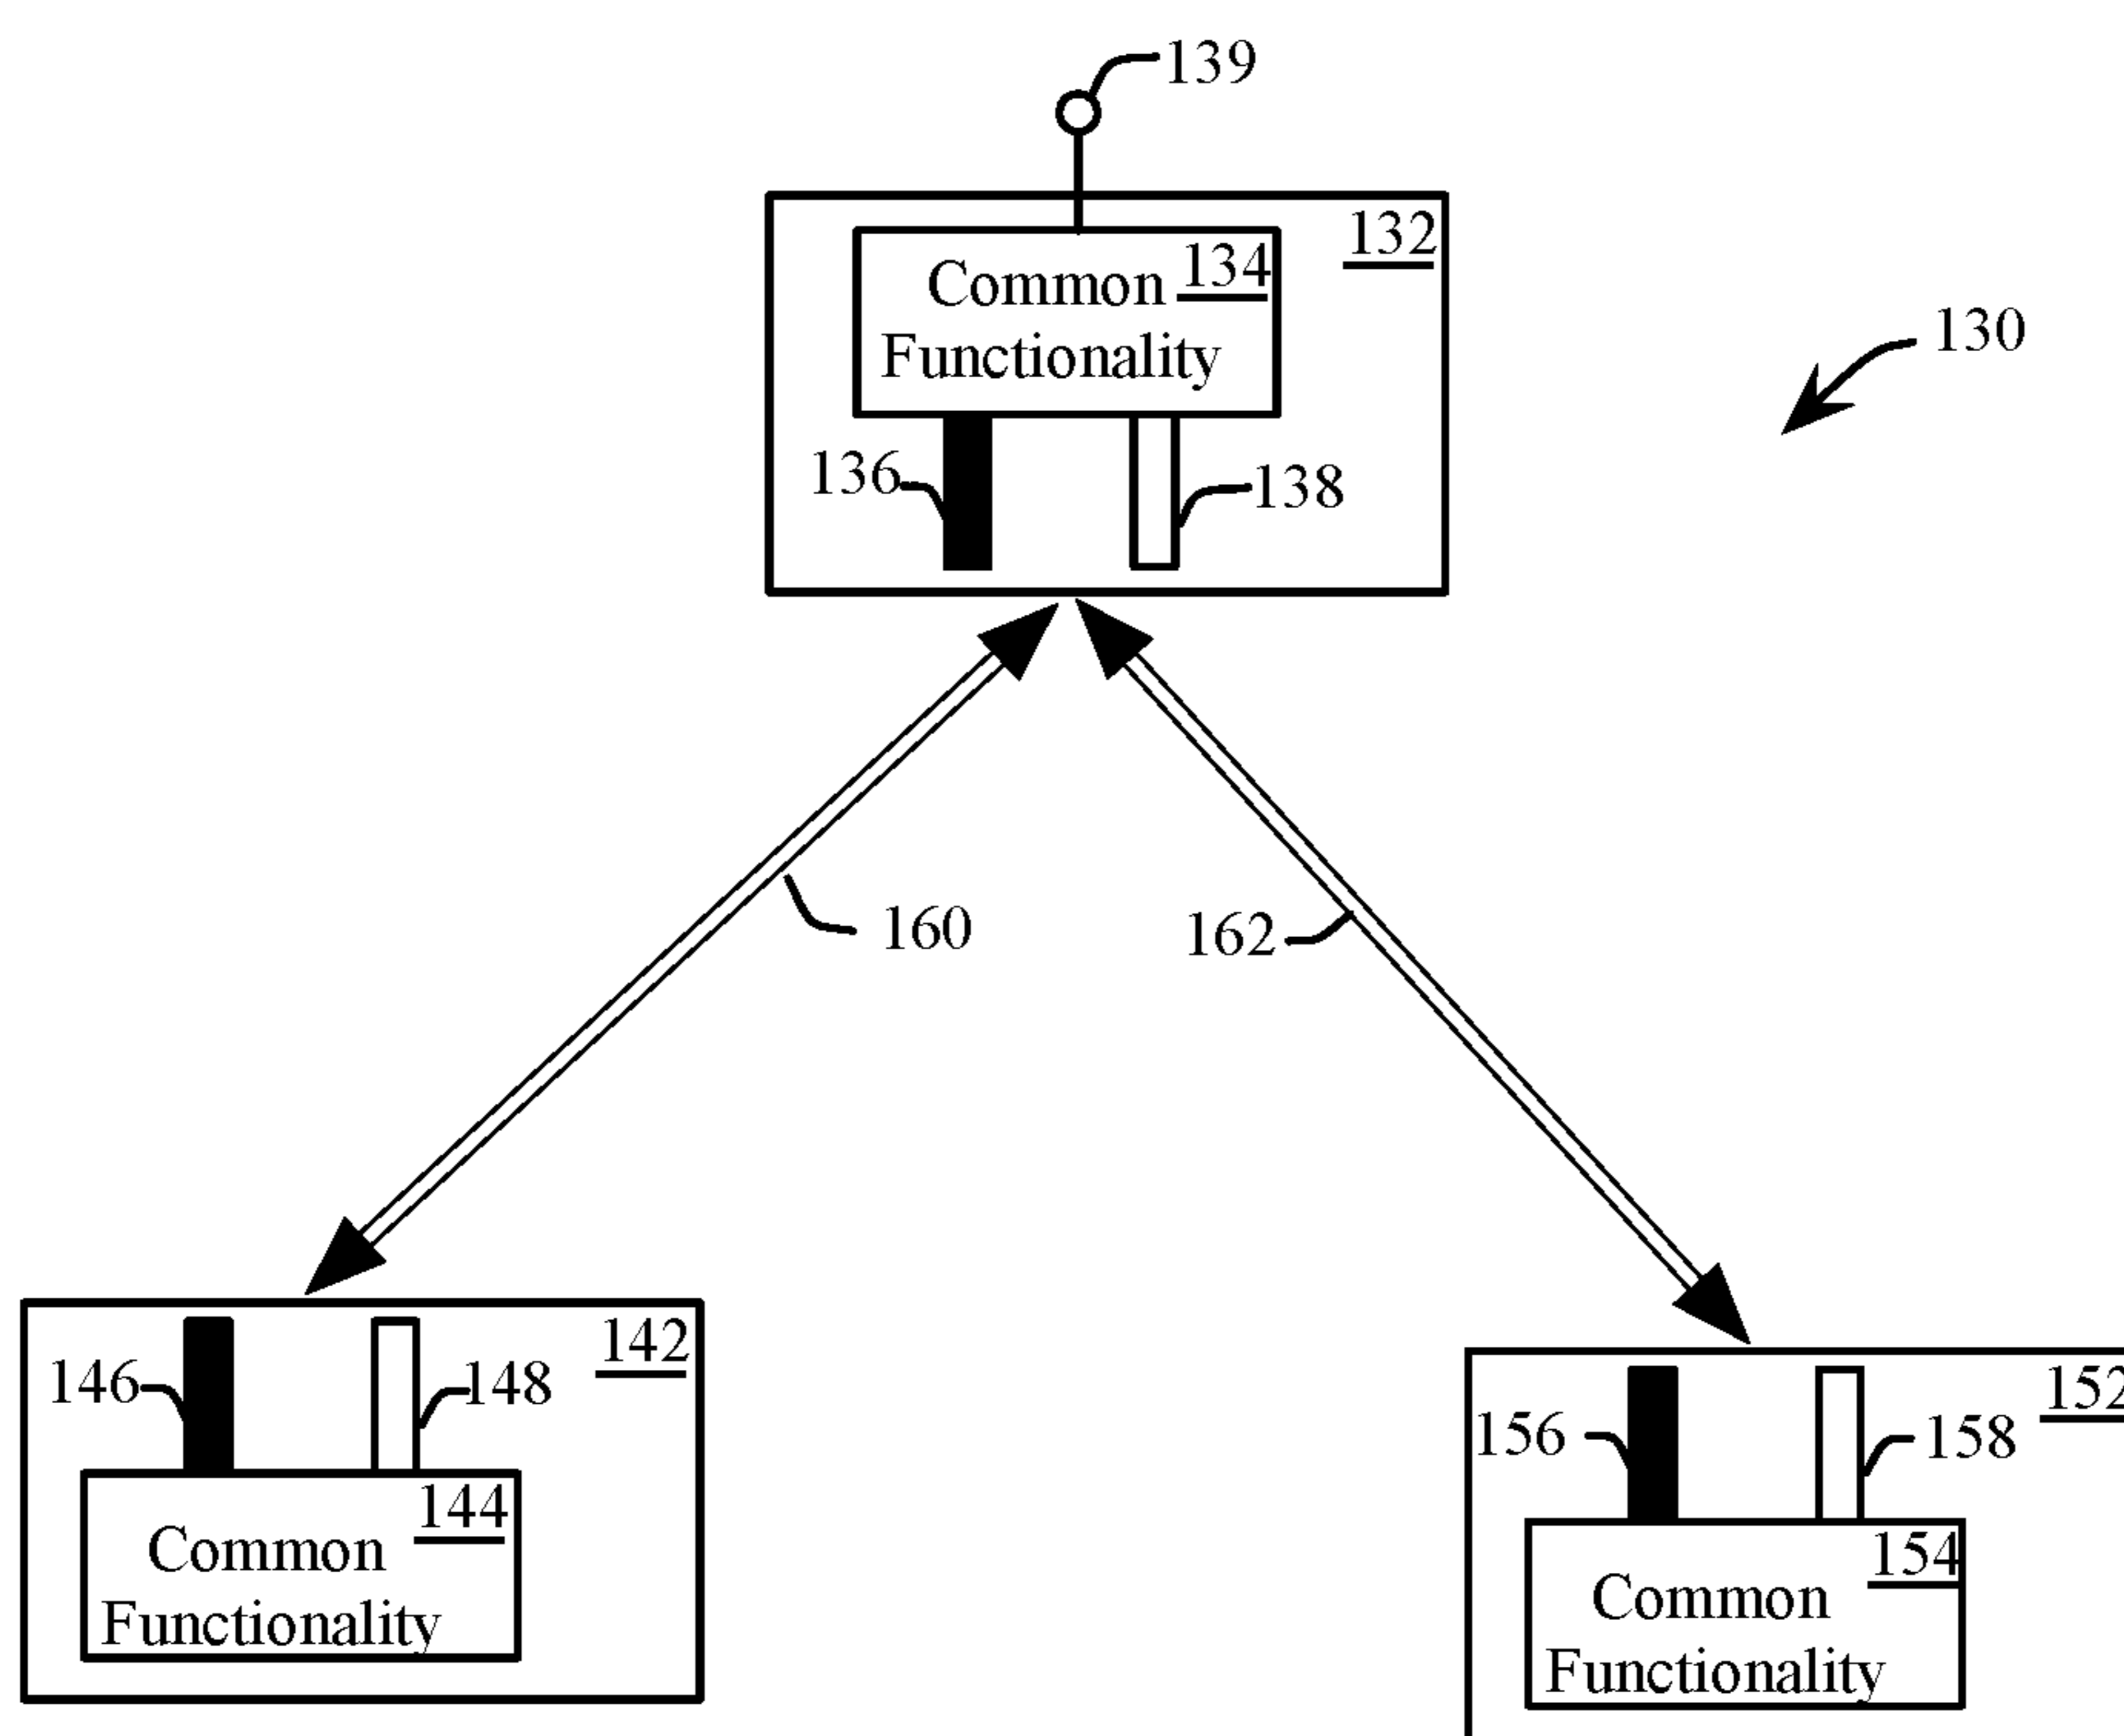 139
132
134
Common
Functionality
130
136
138
160
162
142
146
148
144
Common
Functionality
152
156
158
154
Common
Functionality